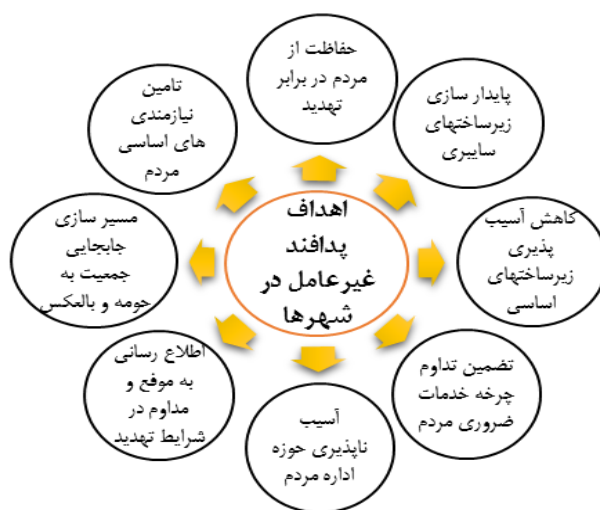 اهداف
پدافند
غیرعامل در
شهرها
حفاظت از
مردم در برابر
تهدید
پایدار سازی
زیرساختهای
سایبری
کاهش آسیب
پذیری
زیرساختهای
اساسی
تضمین تداوم
چرخه خدمات
ضروری مردم
آسیب
ناپذیری حوزه
اداره مردم
اطلاع رسانی
به موقع و
مداوم در
شرایط تهدید
مسیر سازی
جابجایی
جمعیت به
حومه و بالعکس
تامین
نیازمندی
های اساسی
مردم